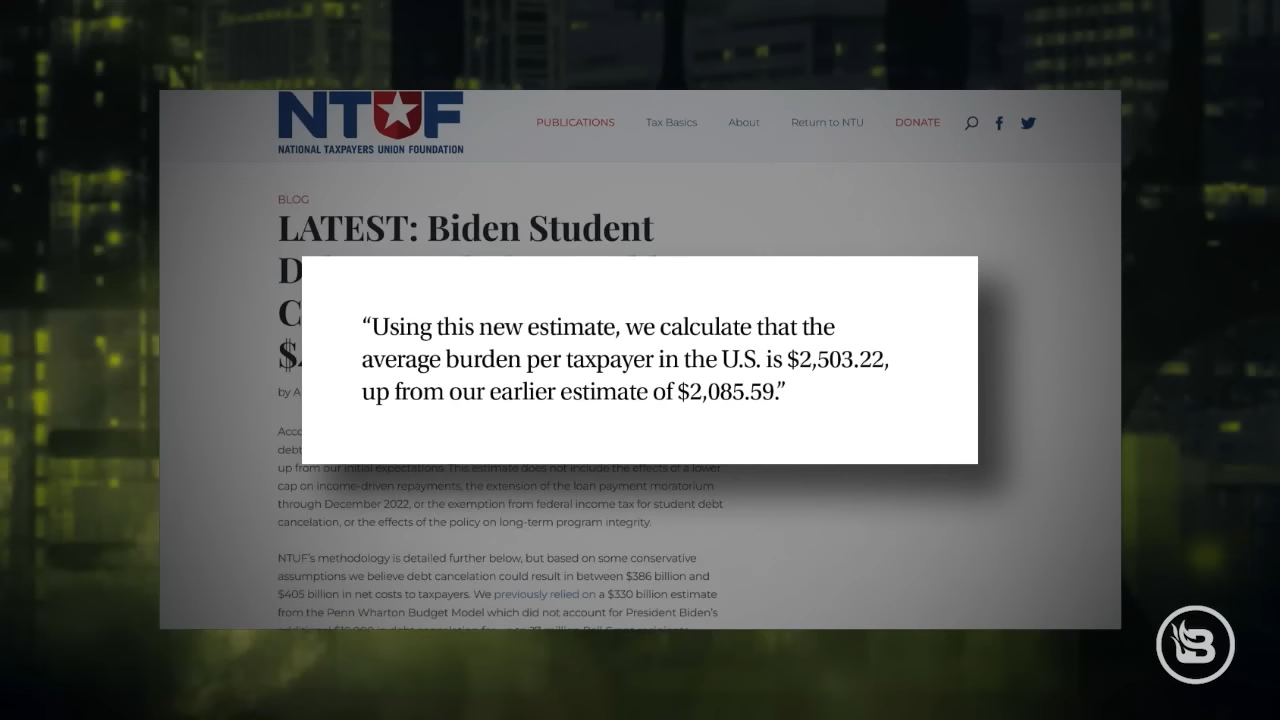 NTUF
NATIONAL TAXPAYERS UNION FOUNDATION
PUBLICATIONS Tax Basics About Return to NTU DONATE
BLOG
LATEST: Biden Student
“Using this new estimate, we calculate that the
average burden per taxpayer in the U.S. is $2,503.22,
up from our earlier estimate of $2,085.59.”
by A
Acco
debt
up from our initial expectations. This estimate does not include the effects of a lower
cap on income-driven repayments, the extension of the loan payment moratorium
through December 2022, or the exemption from federal income tax for student debt
cancelation, or the effects of the policy on long-term program integrity.
NTUF’s methodology is detailed further below, but based on some conservative
assumptions we believe debt cancelation could result in between $386 billion and
$405 billion in net costs to taxpayers. We previously relied on a $330 billion estimate
from the Penn Wharton Budget Model which did not account for President Biden’s
B